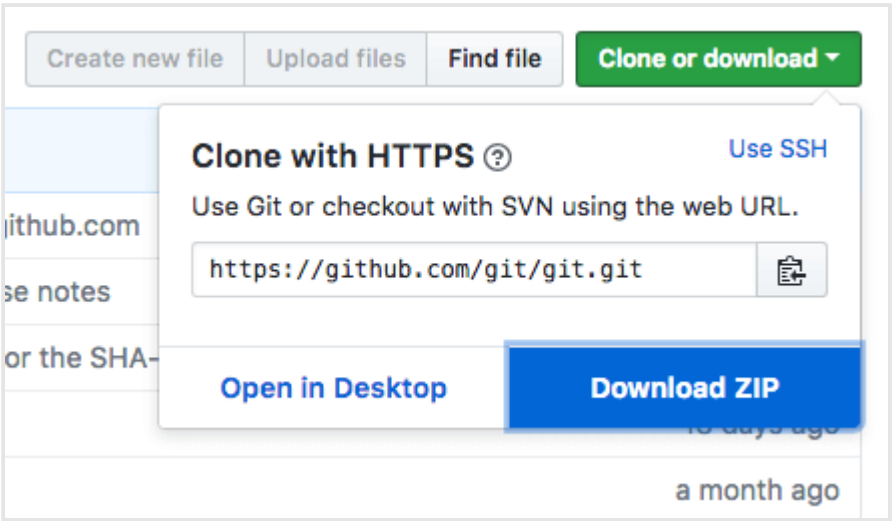 Create new file Upload files Find file Clone or download
Clone with HTTPS Use SSH
Use Git or checkout with SVN using the web URL.
github.com
https://github.com/git/git.git
se notes
or the SHA-
Open in Desktop Download ZIP
days ago
a month ago